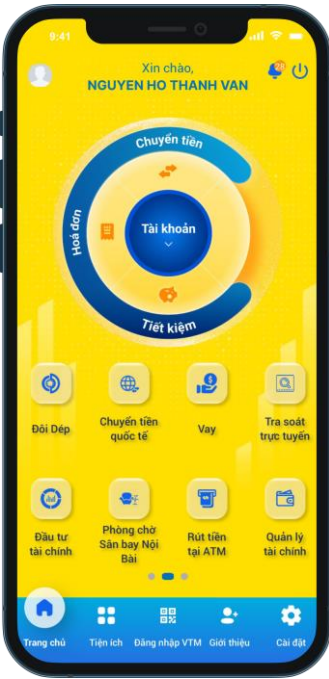 9:41
Xin chào,
NGUYEN HO THANH VAN
Chuyển tiền
Hoá đơn
Tài khoản
Tiết kiệm
Đôi Dép
Chuyển tiền
quốc tế
Vay
Tra soát
trực tuyến
Đầu tư
tài chính
Phòng chờ
Sân bay Nội
Bài
Rút tiền
tại ATM
Quản lý
tài chính
Trang chủ
Tiện ích
Đăng nhập VTM
Giới thiệu
Cài đặt